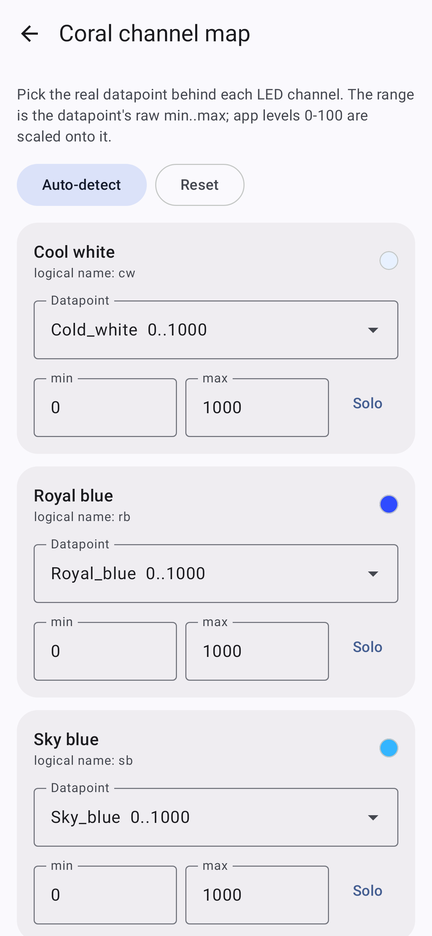 Coral channel map
Pick the real datapoint behind each LED channel. The range
is the datapoint's raw min..max; app levels 0-100 are
scaled onto it.
Auto-detect Reset
Cool white
logical name: cw
Datapoint
Cold_white 0..1000
min max
0 1000 Solo
Royal blue
logical name: rb
Datapoint
Royal_blue 0..1000
min max
0 1000 Solo
Sky blue
logical name: sb
Datapoint
Sky_blue 0..1000
min max
0 1000 Solo